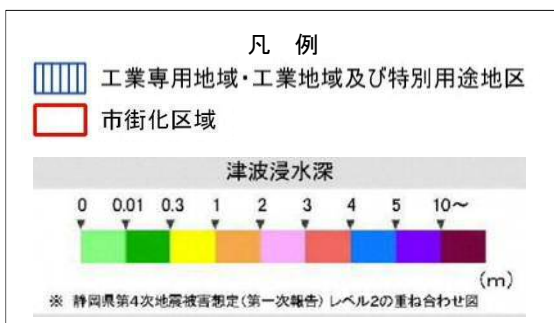 凡 例
工業専用地域・工業地域及び特別用途地区
市街化区域
津波浸水深
0 0.01 0.3 1 2 3 4 5 10～
(m)
※ 静岡県第4次地震被害想定(第一次報告) レベル2の重ね合わせ図